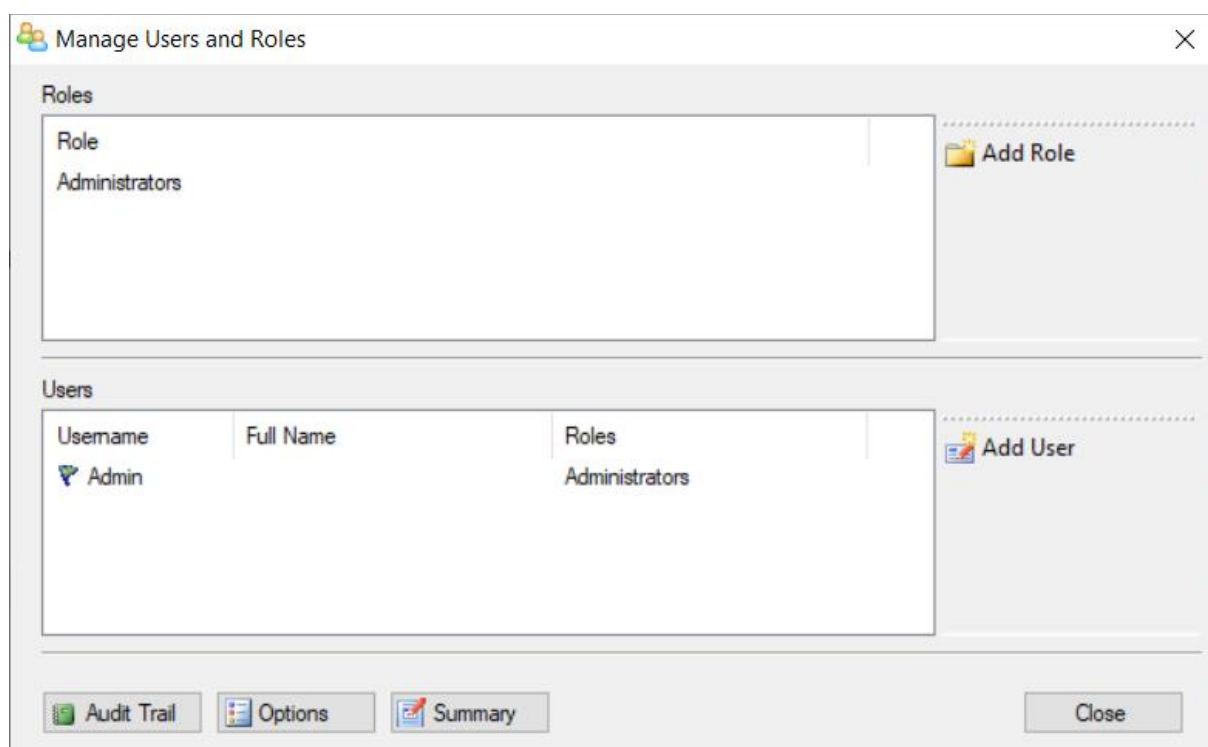 Manage Users and Roles
Roles
Role
Administrators
Add Role
Users
Username Full Name Roles
Admin Administrators
Add User
Audit Trail Options Summary Close